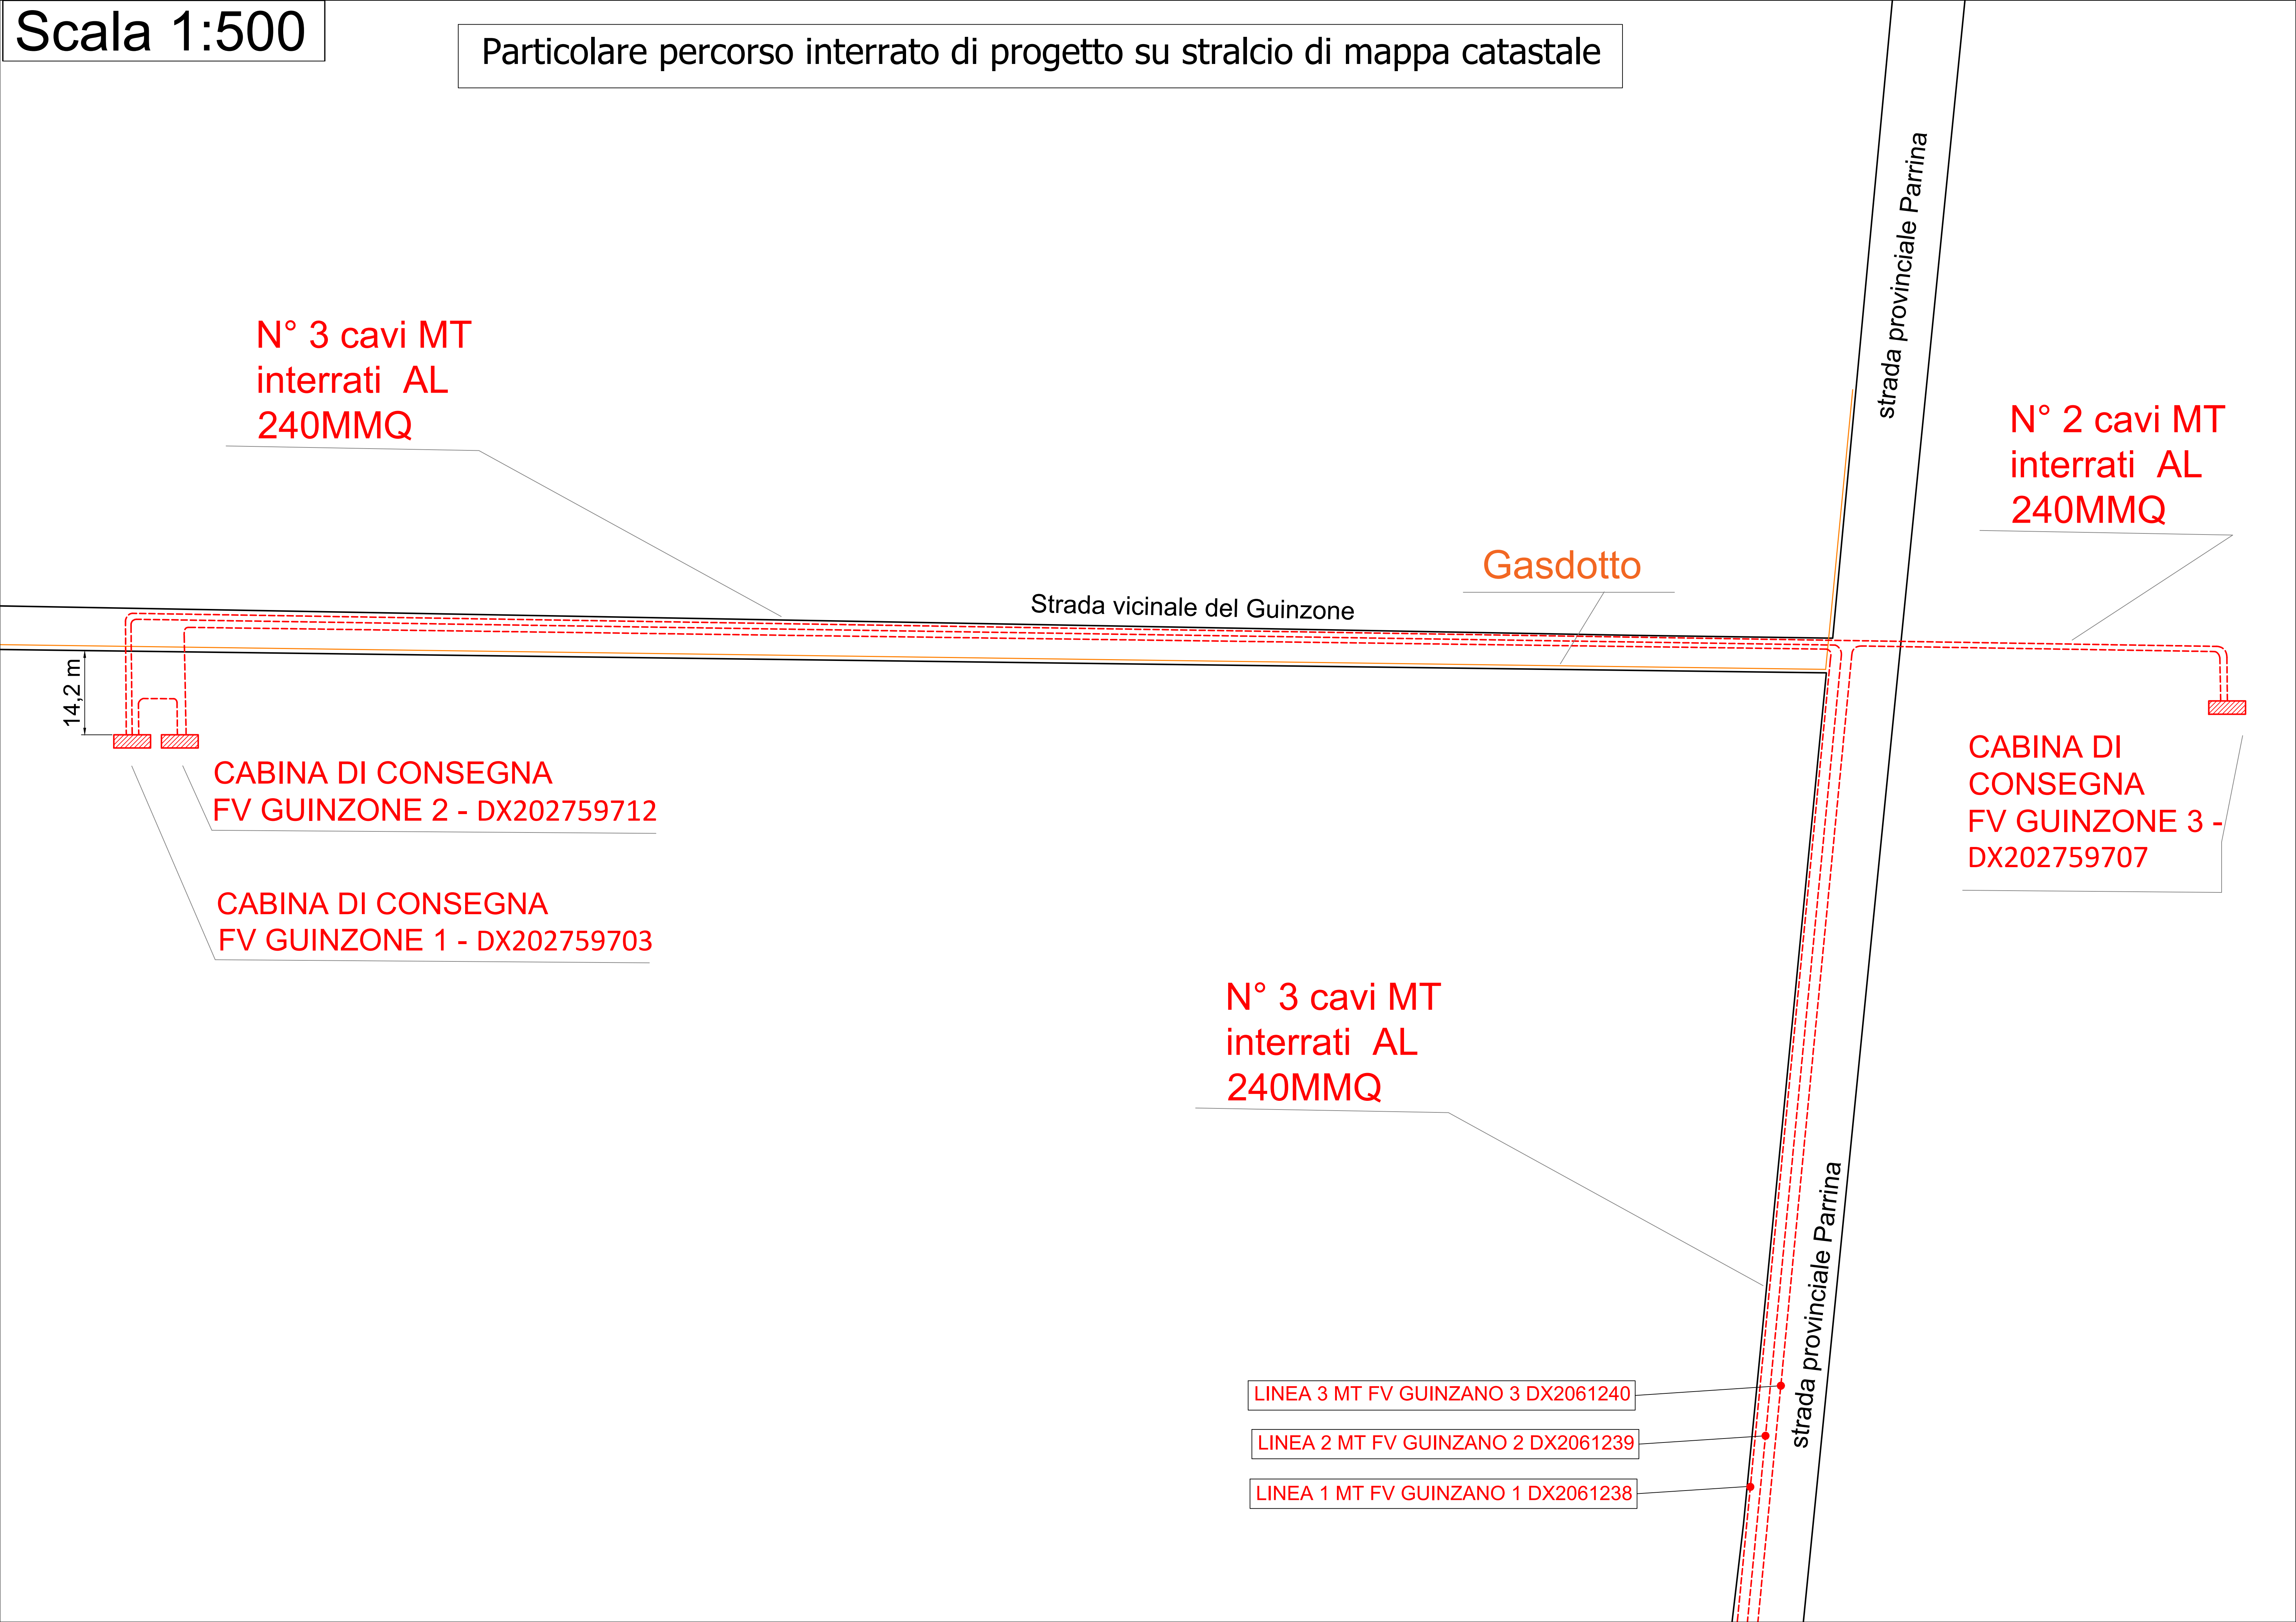 Scala 1:500
Particolare percorso interrato di progetto su stralcio di mappa catastale
strada provinciale Parrina
N° 3 cavi MT
interrati AL
240MMQ
N° 2 cavi MT
interrati AL
240MMQ
Gasdotto
Strada vicinale del Guinzone
14,2 m
CABINA DI CONSEGNA
FV GUINZONE 2 - DX202759712
CABINA DI
CONSEGNA
FV GUINZONE 3 -
DX202759707
CABINA DI CONSEGNA
FV GUINZONE 1 - DX202759703
N° 3 cavi MT
interrati AL
240MMQ
strada provinciale Parrina
LINEA 3 MT FV GUINZANO 3 DX2061240
LINEA 2 MT FV GUINZANO 2 DX2061239
LINEA 1 MT FV GUINZANO 1 DX2061238